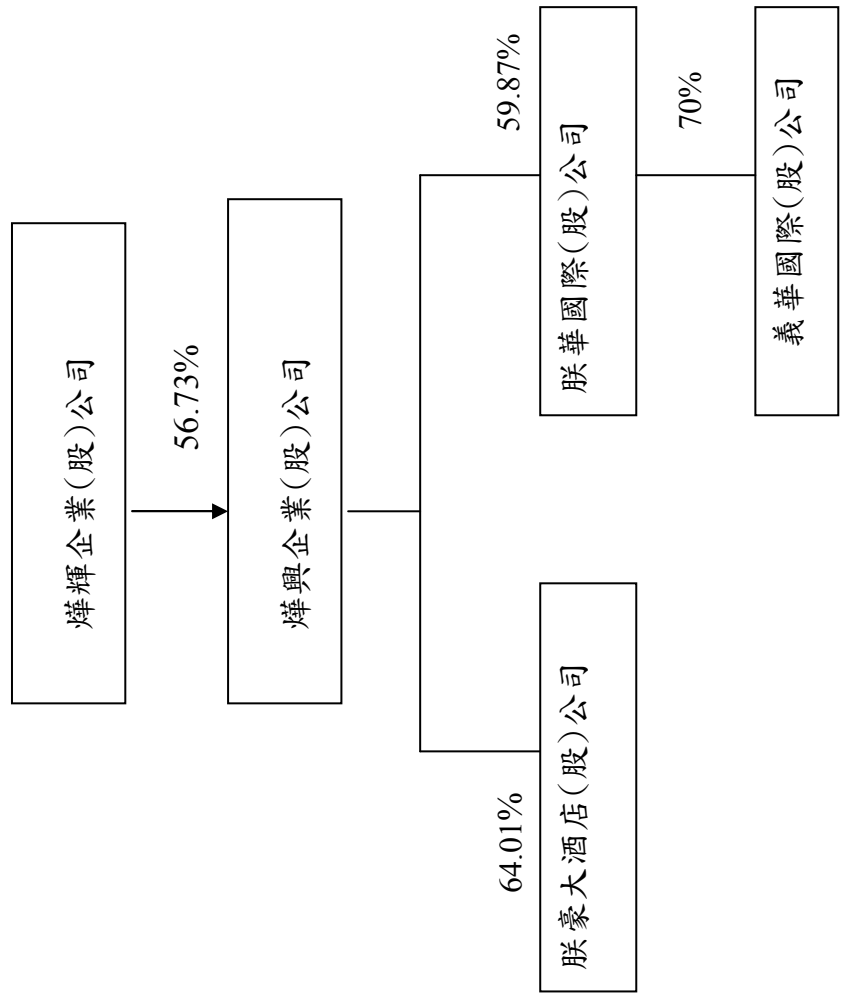 燁輝企業(股)公司
56.73%
燁興企業(股)公司
64.01%
59.87%
朕豪大酒店(股)公司
朕華國際(股)公司
70%
義華國際(股)公司